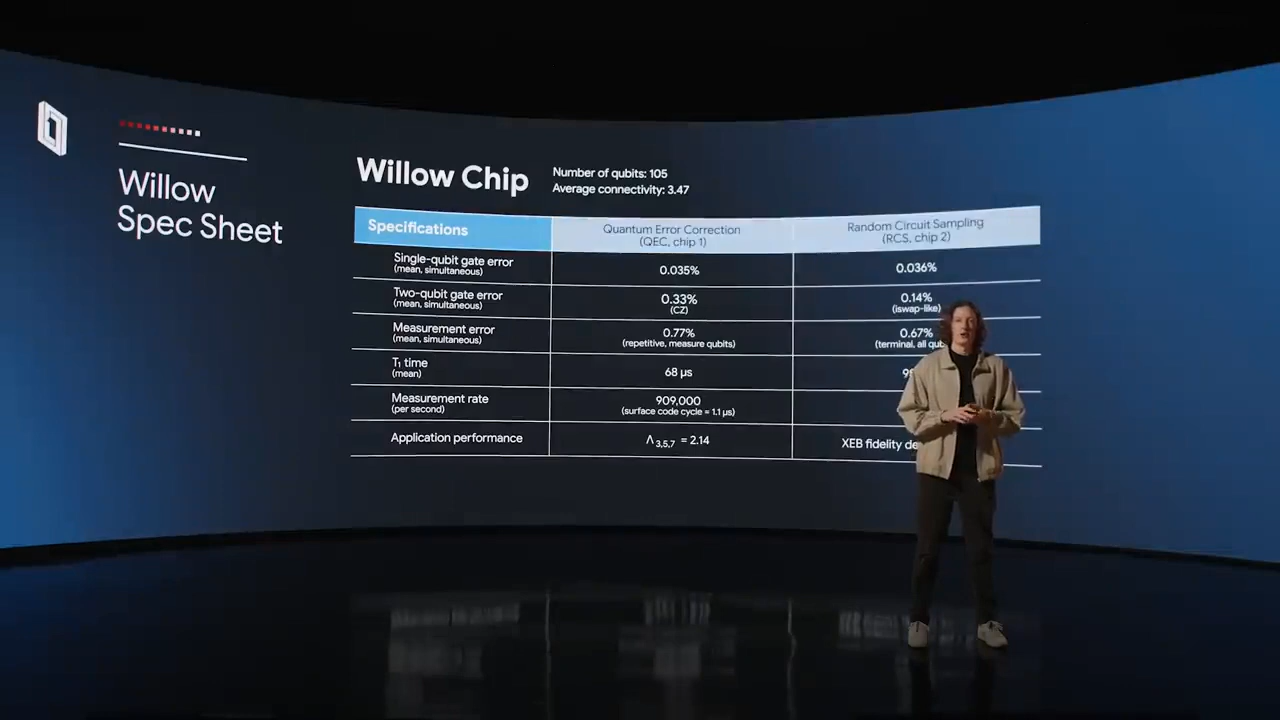 Willow
Spec Sheet
Willow Chip
Number of qubits: 105
Average connectivity: 3.47
Specifications
Quantum Error Correction
(QEC, chip 1)
Random Circuit Sampling
(RCS, chip 2)
Single-qubit gate error
(mean, simultaneous)
0.035%
0.036%
Two-qubit gate error
(mean, simultaneous)
0.33%
(CZ)
0.14%
(iswap-like)
Measurement error
(mean, simultaneous)
0.77%
(repetitive, measure qubits)
0.67%
(terminal, all
T₁ time
(mean)
68 µs
Measurement rate
(per second)
909,000
(surface code cycle = 1.1 µs)
Application performance
Λ₃,₅,₇ = 2.14
XEB fidelity